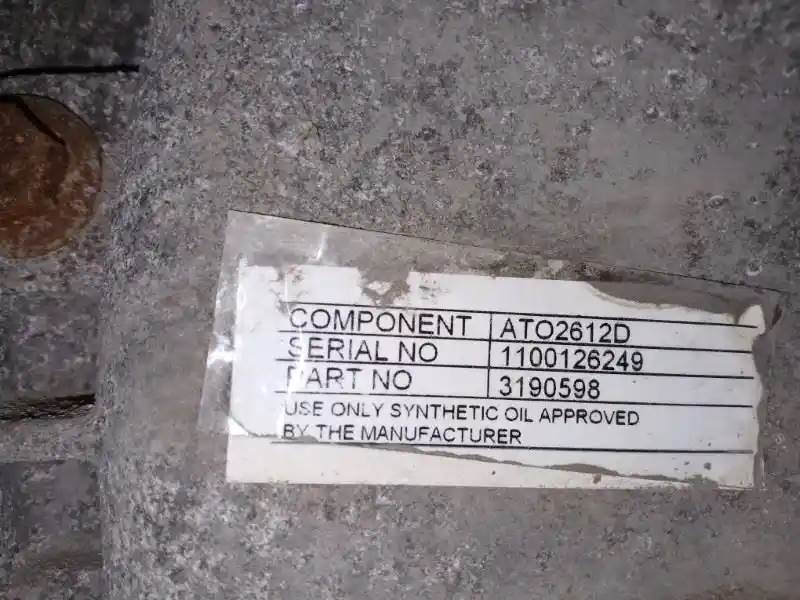 COMPONENT ATO2612D
SERIAL NO 1100126249
PART NO 3190598
USE ONLY SYNTHETIC OIL APPROVED
BY THE MANUFACTURER